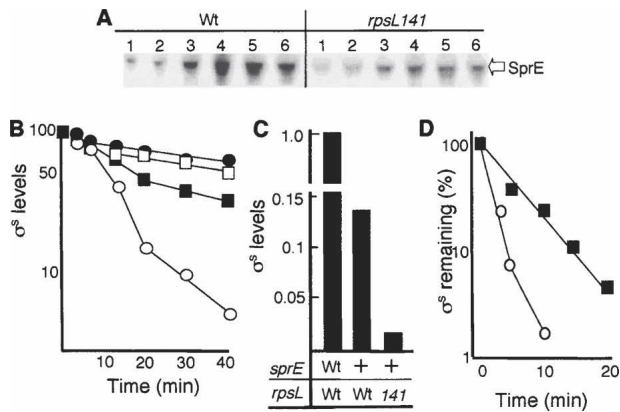 A
Wt rpsL141
1 2 3 4 5 6 1 2 3 4 5 6
SprE
B
σˢ levels
100
50
10
0 10 20 30 40
Time (min)
C
σˢ levels
1.0
0.15
0.1
0.05
sprE Wt + +
rpsL Wt Wt 141
D
σˢ remaining (%)
100
10
1
0 10 20
Time (min)